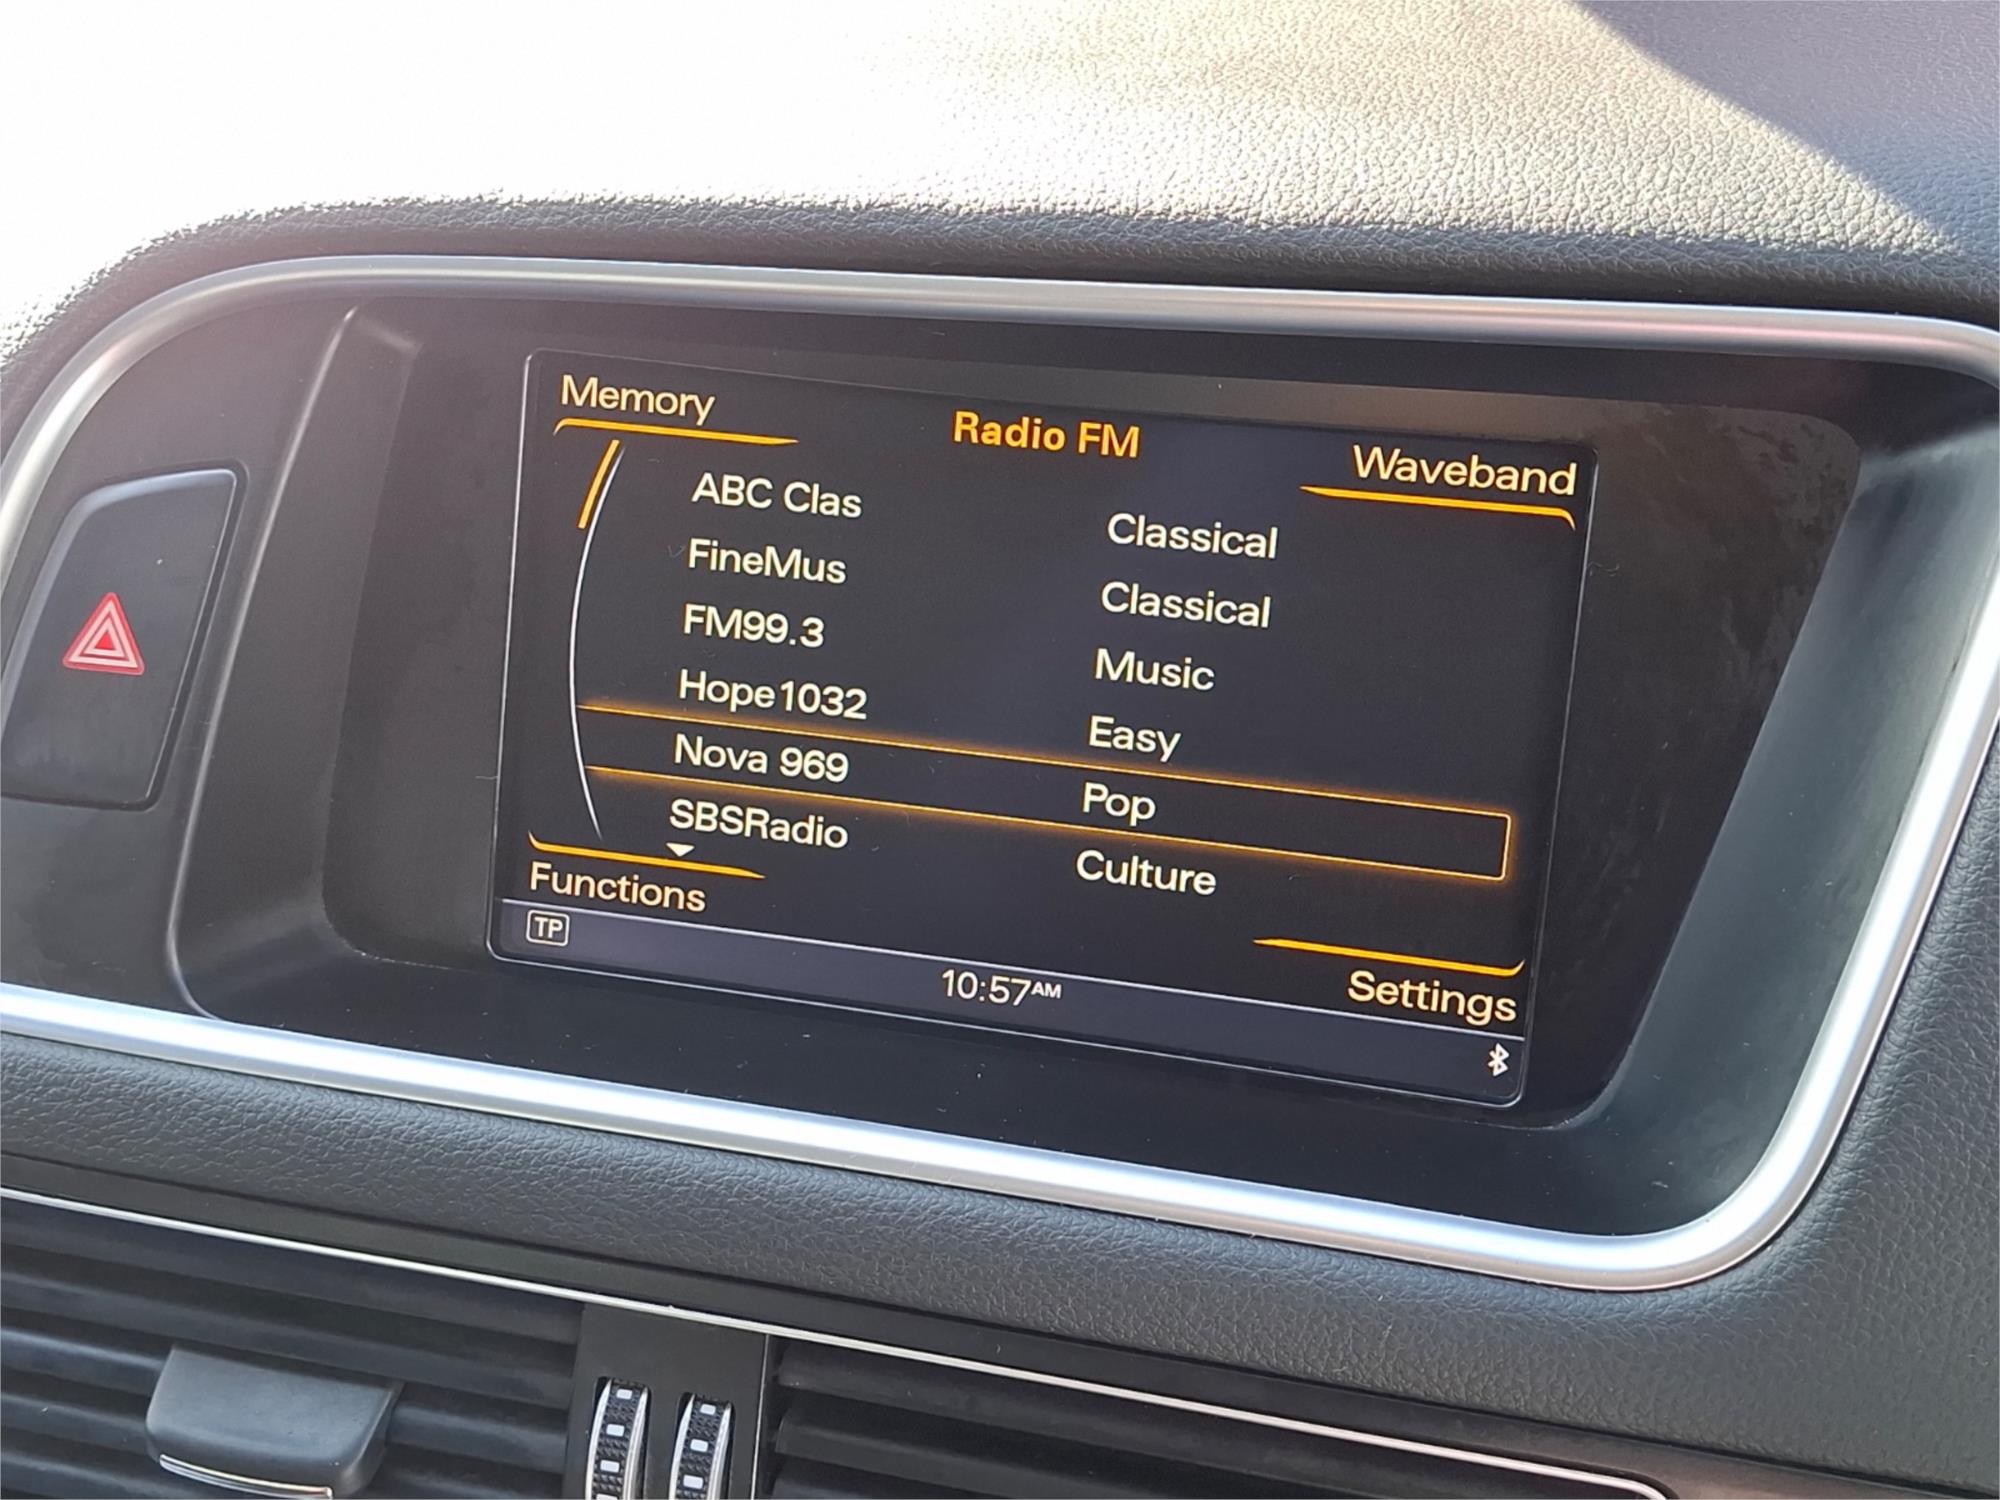 Memory
Radio FM
Waveband
ABC Clas Classical
FineMus Classical
FM99.3 Music
Hope1032 Easy
Nova 969 Pop
SBSRadio Culture
Functions
Settings
TP
10:57AM